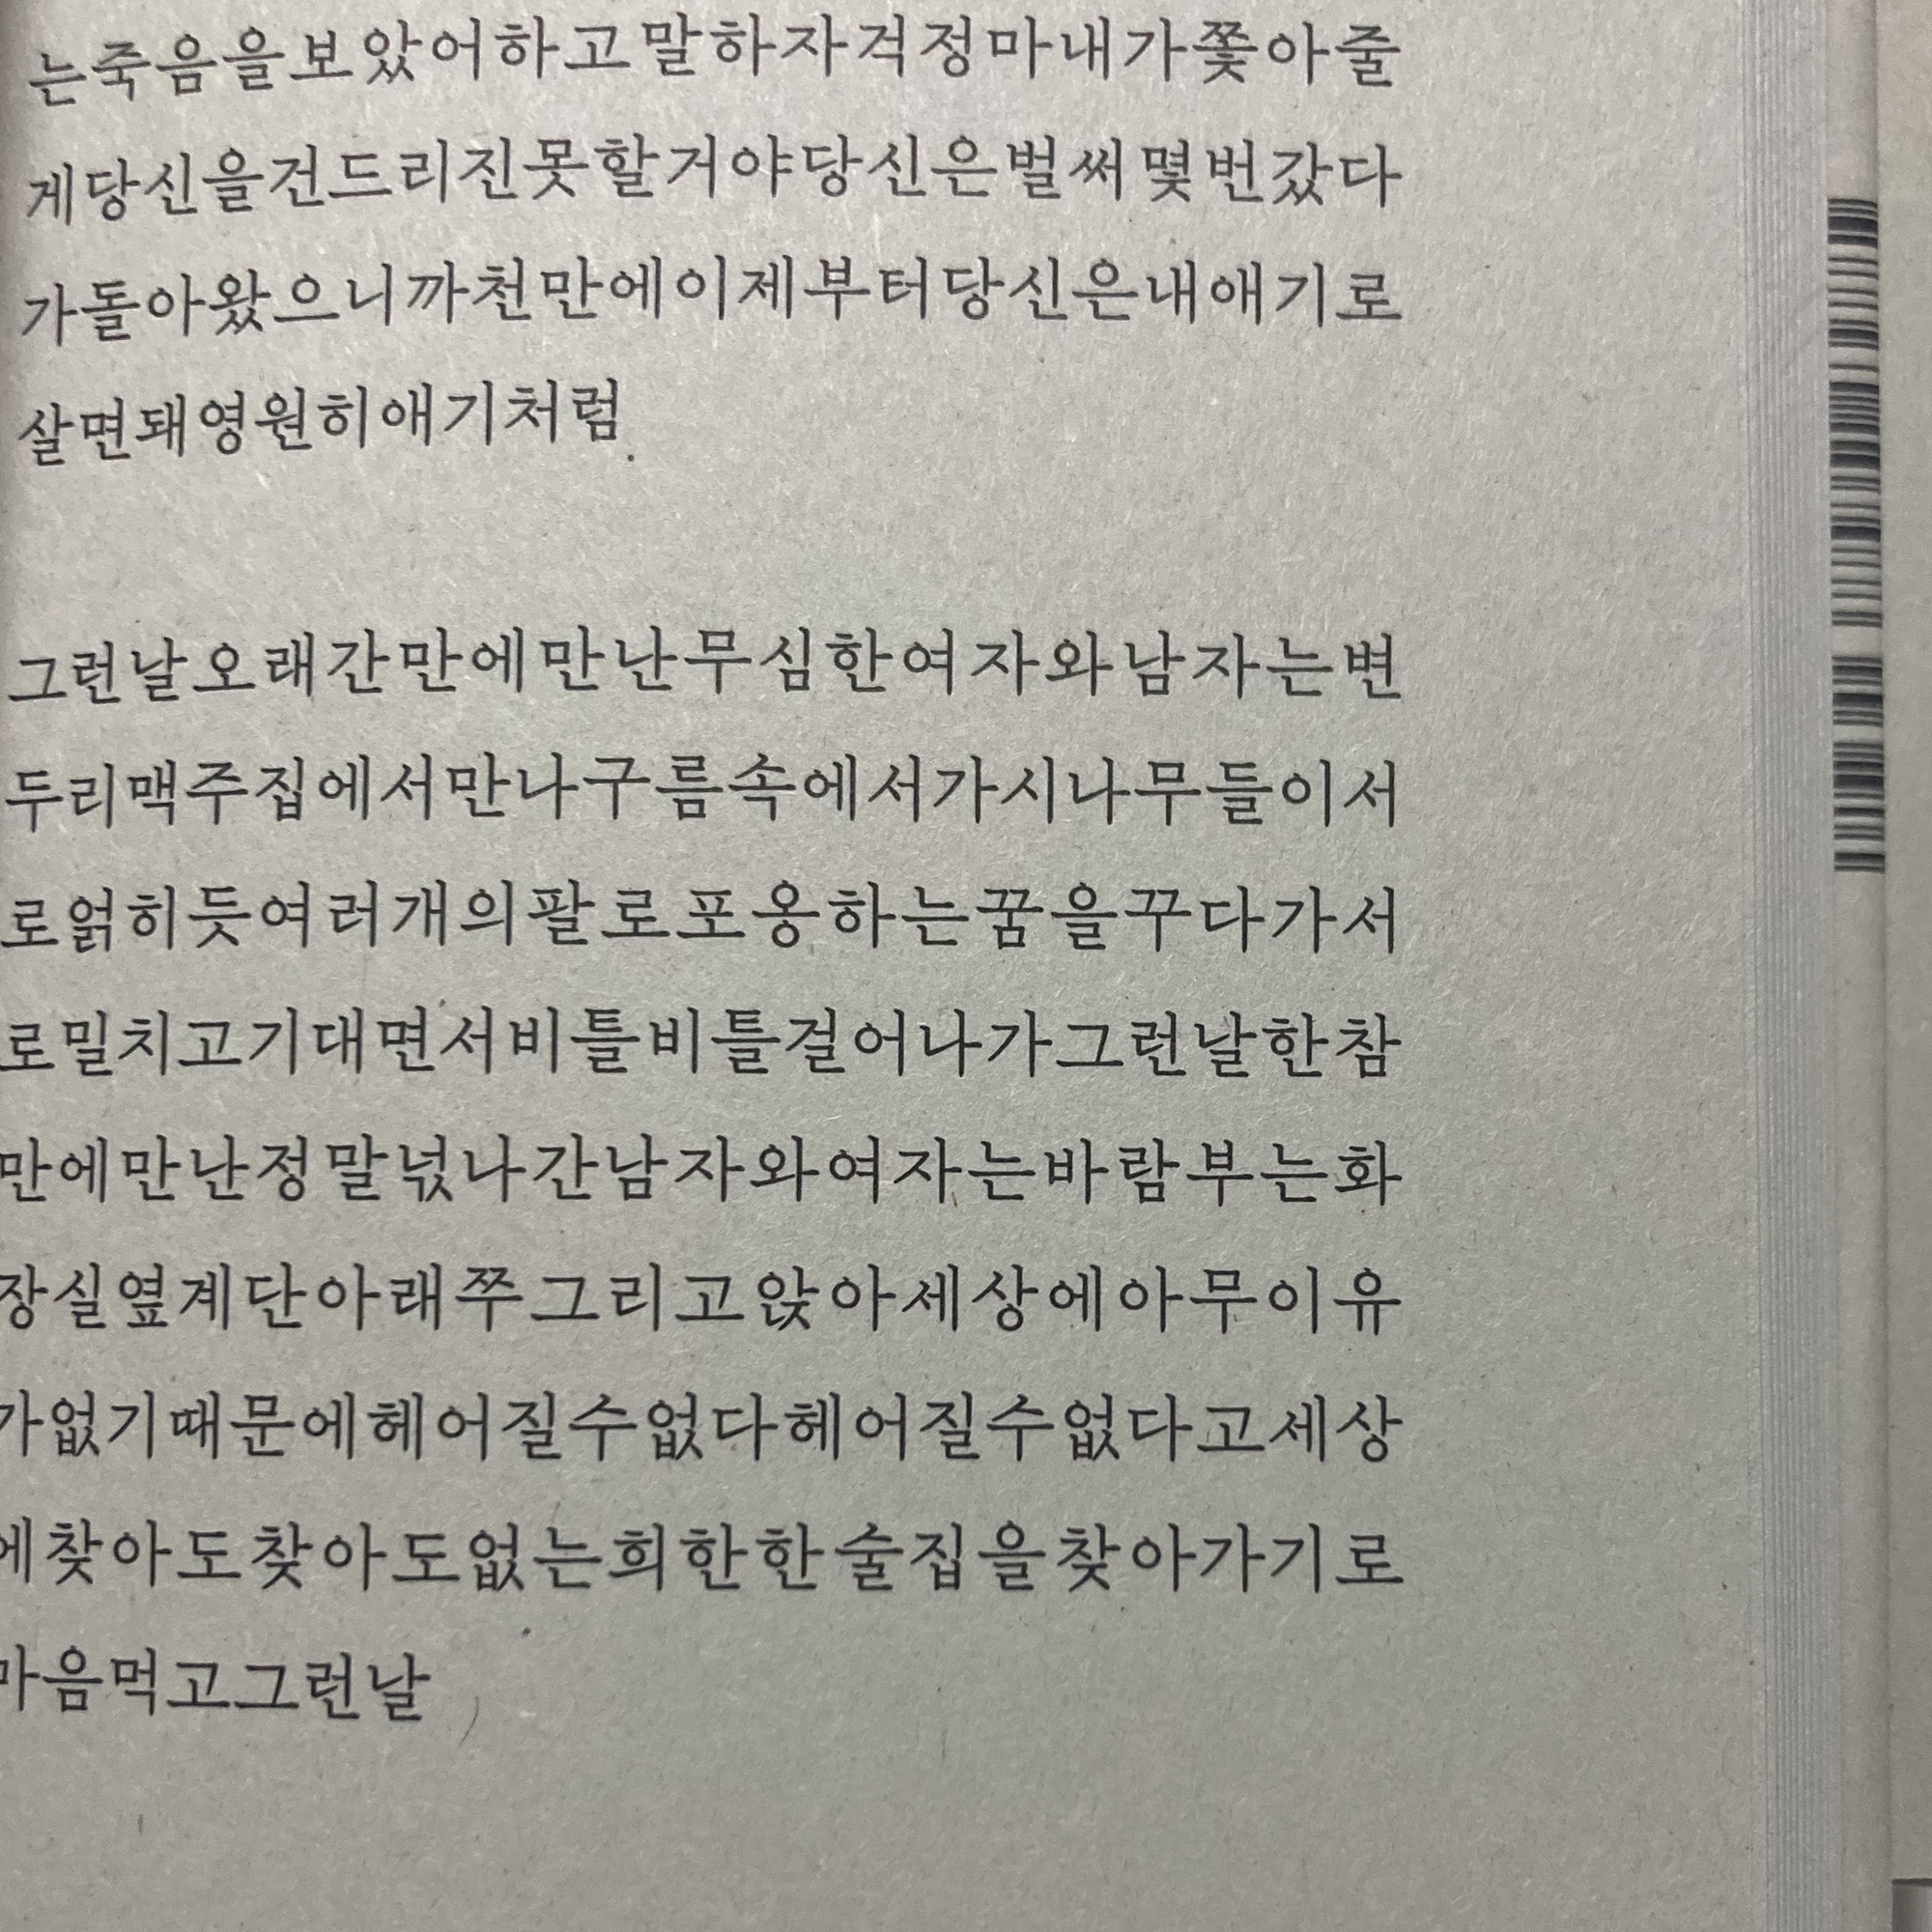 는죽음을보았어하고말하자걱정마내가쫓아줄
게당신을건드리진못할거야당신은벌써몇번갔다
가돌아왔으니까천만에이제부터당신은내얘기로
살면돼영원히얘기처럼
그런날오래간만에만난무심한여자와남자는변
두리맥주집에서만나구름속에서가시나무들이서
로얽히듯여러개의팔로포옹하는꿈을꾸다가서
로밀치고기대면서비틀비틀걸어나가그런날한참
만에만난정말넋나간남자와여자는바람부는화
장실옆계단아래쭈그리고앉아세상에아무이유
가없기때문에헤어질수없다헤어질수없다고세상
에찾아도찾아도없는희한한술집을찾아가기로
마음먹고그런날